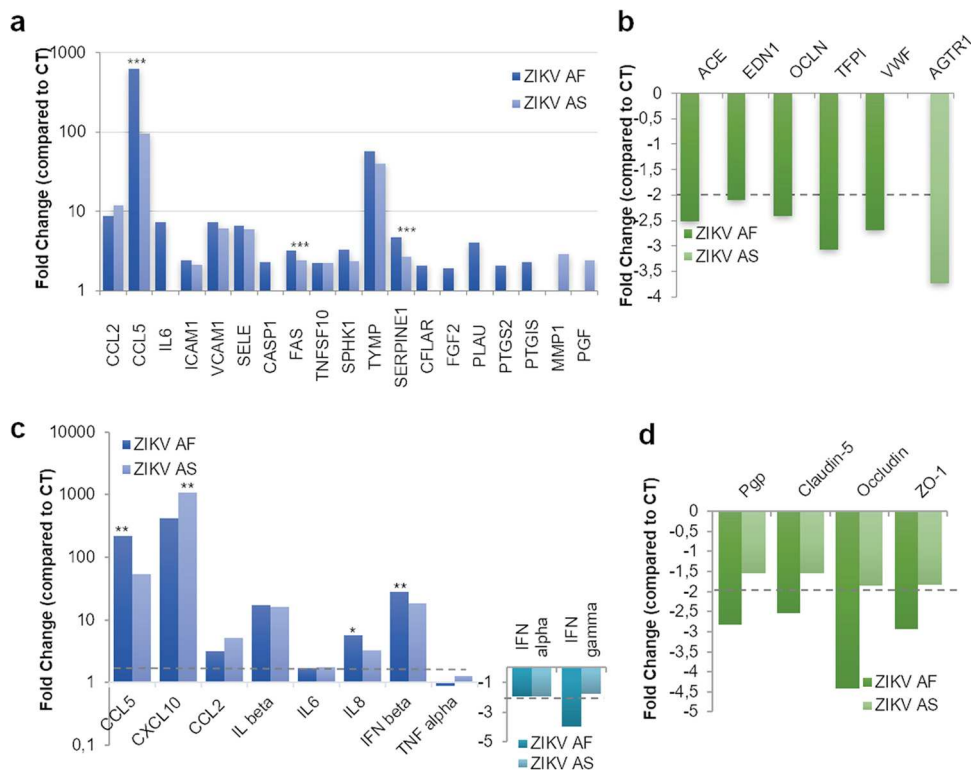 a
Fold Change (compared to CT)
1000
100
10
1
***
***
***
ZIKV AF
ZIKV AS
CCL2
CCL5
IL6
ICAM1
VCAM1
SELE
CASP1
FAS
TNFSF10
SPHK1
TYMP
SERPINE1
CFLAR
FGF2
PLAU
PTGS2
PTGIS
MMP1
PGF
b
ACE
EDN1
OCLN
TFPI
VWF
AGTR1
Fold Change (compared to CT)
0
-0,5
-1
-1,5
-2
-2,5
-3
-3,5
-4
ZIKV AF
ZIKV AS
c
Fold Change (compared to CT)
10000
1000
100
10
1
0,1
ZIKV AF
ZIKV AS
**
**
*
**
CCL5
CXCL10
CCL2
IL beta
IL6
IL8
IFN beta
TNF alpha
IFN
alpha
IFN
gamma
-1
-3
-5
ZIKV AF
ZIKV AS
d
Pgp
Claudin-5
Occludin
ZO-1
Fold Change (compared to CT)
0
-0,5
-1
-1,5
-2
-2,5
-3
-3,5
-4
-4,5
-5
ZIKV AF
ZIKV AS